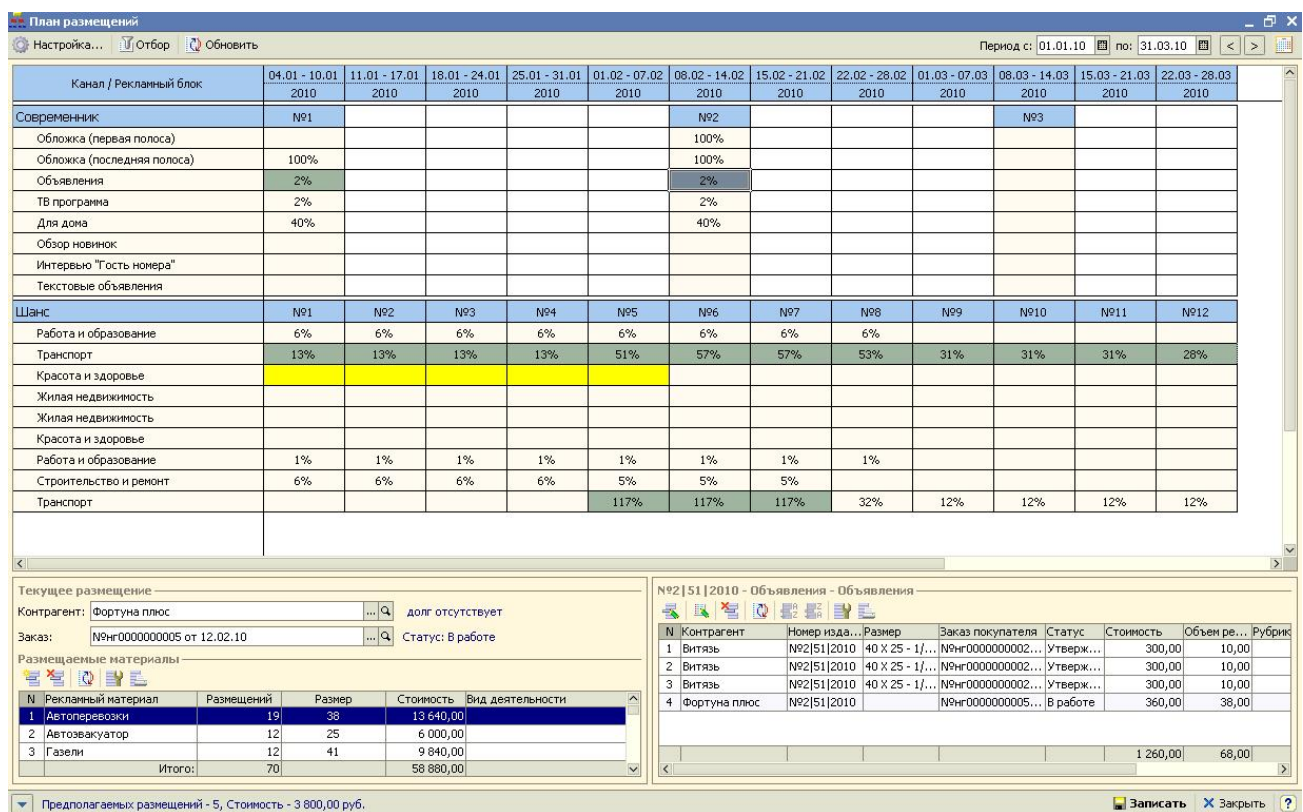 План размещений
Настройка... Отбор Обновить Период с: 01.01.10 по: 31.03.10 < >
Канал / Рекламный блок 04.01 - 10.01 11.01 - 17.01 18.01 - 24.01 25.01 - 31.01 01.02 - 07.02 08.02 - 14.02 15.02 - 21.02 22.02 - 28.02 01.03 - 07.03 08.03 - 14.03 15.03 - 21.03 22.03 - 28.03
2010 2010 2010 2010 2010 2010 2010 2010 2010 2010 2010 2010
Современник №1 №2 №3
Обложка (первая полоса) 100%
Обложка (последняя полоса) 100% 100%
Объявления 2% 2%
ТВ программа 2% 2%
Для дома 40% 40%
Обзор новинок
Интервью "Гость номера"
Текстовые объявления
Шанс №1 №2 №3 №4 №5 №6 №7 №8 №9 №10 №11 №12
Работа и образование 6% 6% 6% 6% 6% 6% 6% 6%
Транспорт 13% 13% 13% 13% 51% 57% 57% 53% 31% 31% 31% 28%
Красота и здоровье
Жилая недвижимость
Жилая недвижимость
Красота и здоровье
Работа и образование 1% 1% 1% 1% 1% 1% 1% 1%
Строительство и ремонт 6% 6% 6% 6% 5% 5% 5%
Транспорт 117% 117% 117% 32% 12% 12% 12% 12%
Текущее размещение
Контрагент: Фортуна плюс ... долг отсутствует
Заказ: №нг0000000005 от 12.02.10 ... Статус: В работе
Размещаемые материалы
N Рекламный материал Размещений Размер Стоимость Вид деятельности
1 Автоперевозки 19 38 13 640,00
2 Автоэвакуатор 12 25 6 000,00
3 Газели 12 41 9 840,00
Итого: 70 58 880,00
№2|51|2010 - Объявления - Объявления
N Контрагент Номер изда... Размер Заказ покупателя Статус Стоимость Объем ре... Рубрик
1 Витязь №2|51|2010 40 X 25 - 1/... №нг0000000002... Утверж... 300,00 10,00
2 Витязь №2|51|2010 40 X 25 - 1/... №нг0000000002... Утверж... 300,00 10,00
3 Витязь №2|51|2010 40 X 25 - 1/... №нг0000000002... Утверж... 300,00 10,00
4 Фортуна плюс №2|51|2010 №нг0000000005... В работе 360,00 38,00
1 260,00 68,00
Предполагаемых размещений - 5, Стоимость - 3 800,00 руб. Записать Закрыть ?